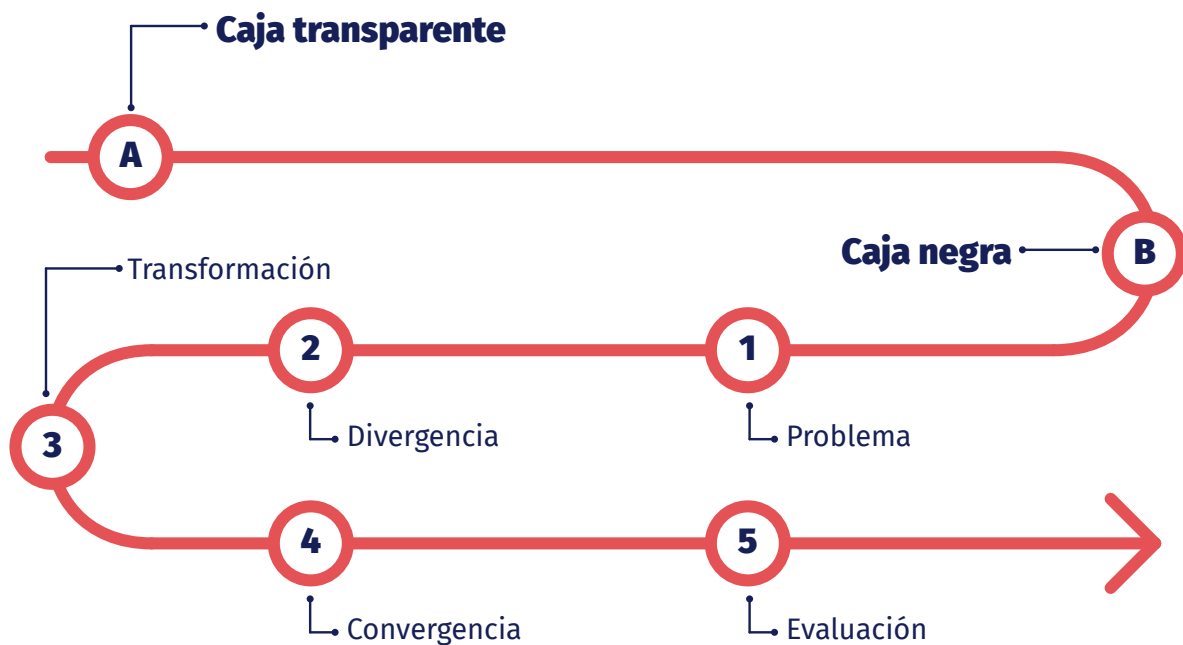 Caja transparente
A
Caja negra
B
Transformación
2
1
3
Divergencia
Problema
4
5
Convergencia
Evaluación